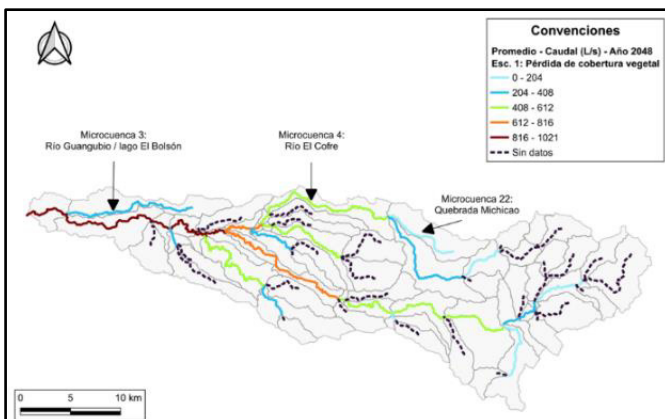 Convenciones
Promedio - Caudal (L/s) - Año 2048
Esc. 1: Pérdida de cobertura vegetal
0 - 204
204 - 408
408 - 612
612 - 816
816 - 1021
Sin datos
Microcuenca 3:
Río Guangubio / lago El Bolsón
Microcuenca 4:
Río El Cofre
Microcuenca 22:
Quebrada Michicao
0 5 10 km